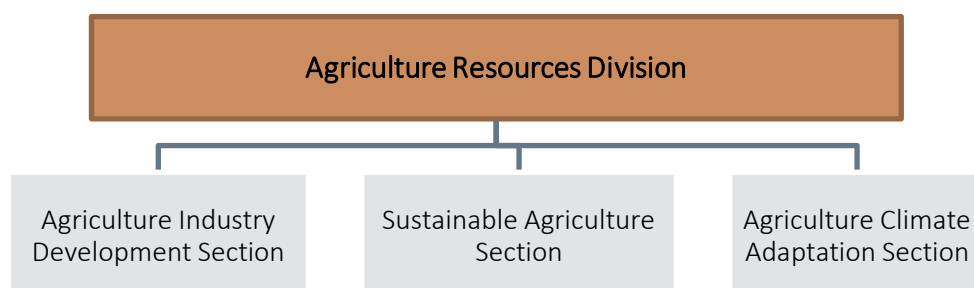 Agriculture Resources Division
Agriculture Industry
Development Section
Sustainable Agriculture
Section
Agriculture Climate
Adaptation Section